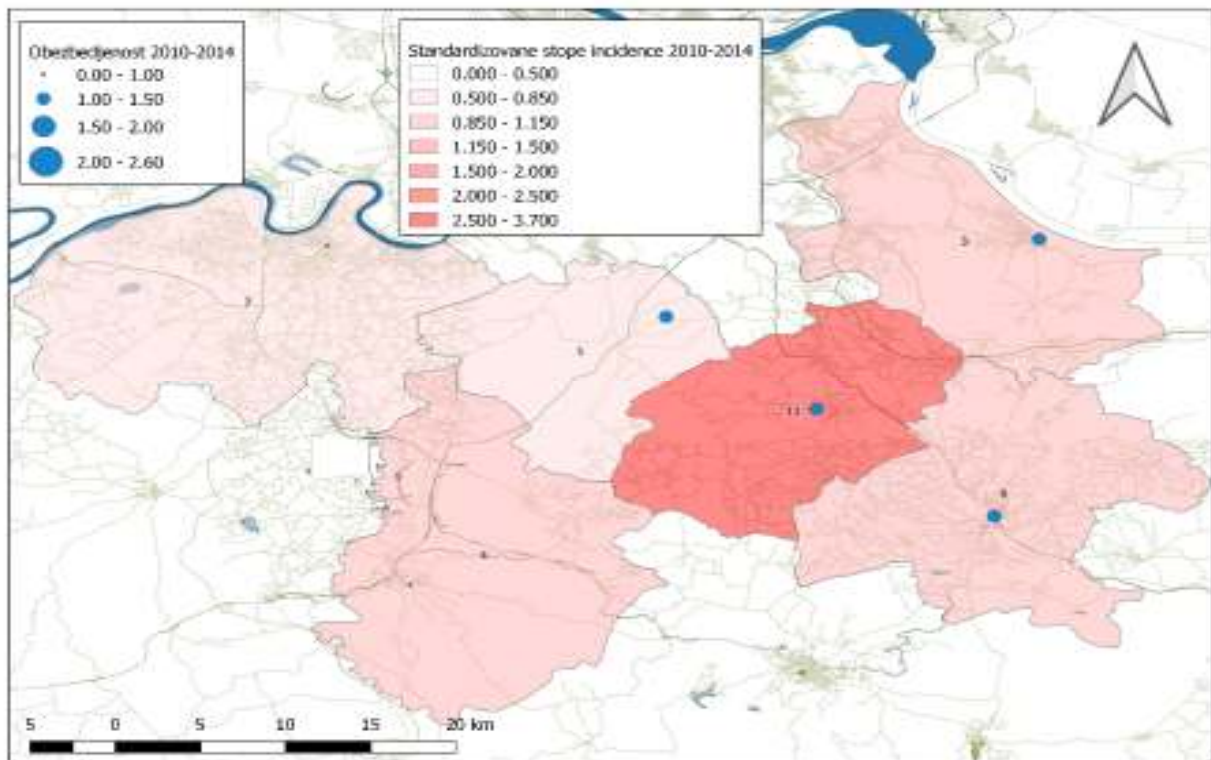 Obezbedjenost 2010-2014
0.00 - 1.00
1.00 - 1.50
1.50 - 2.00
2.00 - 2.60
Standardizovane stope incidence 2010-2014
0.000 - 0.500
0.500 - 0.850
0.850 - 1.150
1.150 - 1.500
1.500 - 2.000
2.000 - 2.500
2.500 - 3.700
11
5 0 5 10 15 20 km